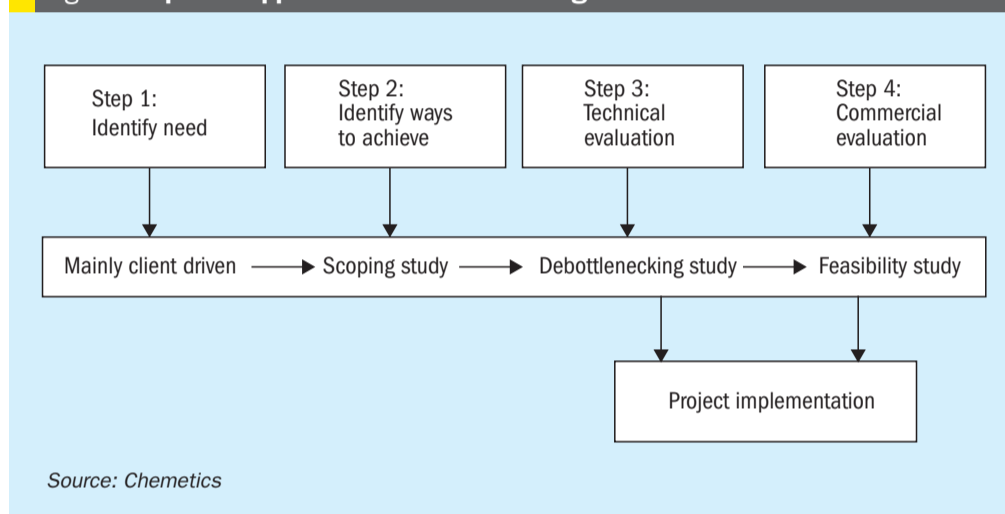 Step 1:
Identify need
Step 2:
Identify ways
to achieve
Step 3:
Technical
evaluation
Step 4:
Commercial
evaluation
Mainly client driven
Scoping study
Debottlenecking study
Feasibility study
Project implementation
Source: Chemetics